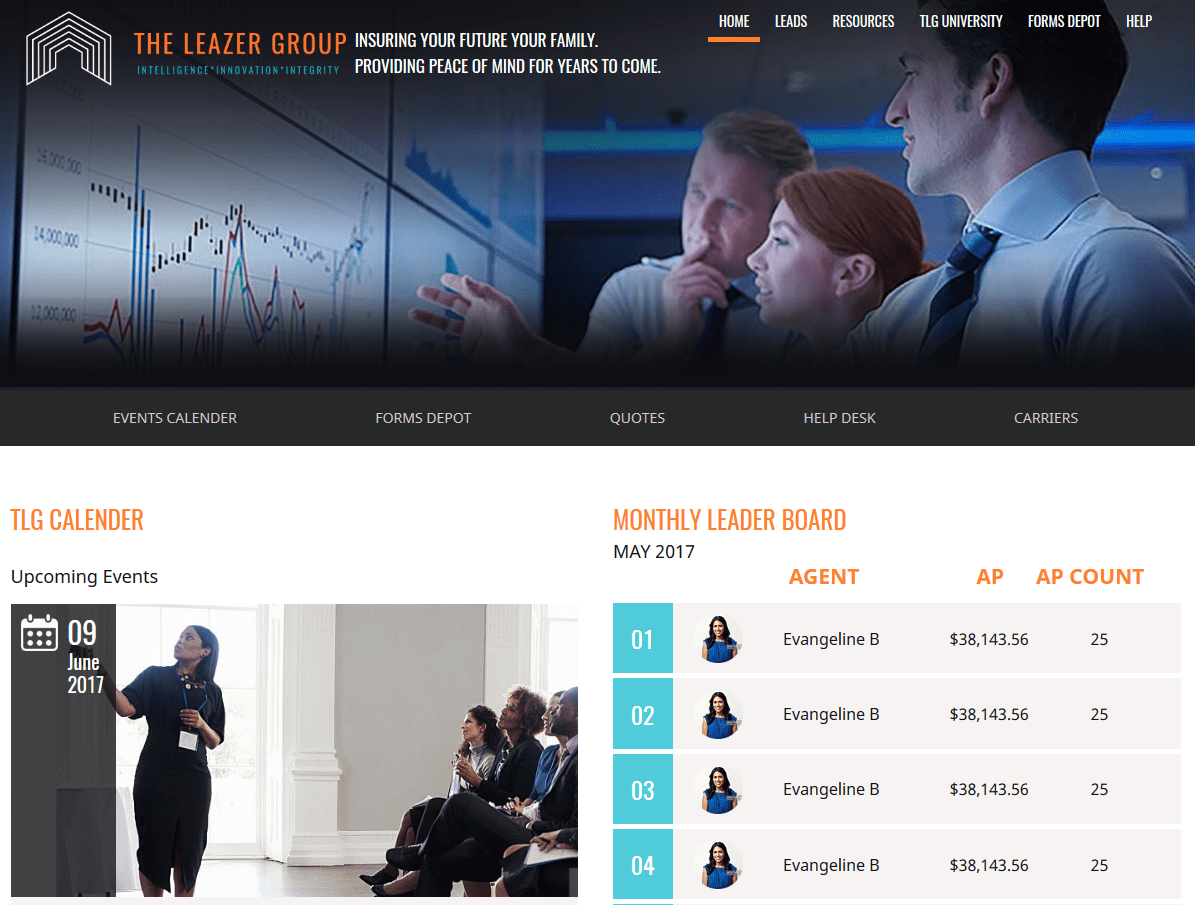 HOME LEADS RESOURCES TLG UNIVERSITY FORMS DEPOT HELP
THE LEAZER GROUP
INTELLIGENCE*INNOVATION*INTEGRITY
INSURING YOUR FUTURE YOUR FAMILY.
PROVIDING PEACE OF MIND FOR YEARS TO COME.
16,000,000
14,000,000
12,000,000
EVENTS CALENDER FORMS DEPOT QUOTES HELP DESK CARRIERS
TLG CALENDER
Upcoming Events
09
June
2017
MONTHLY LEADER BOARD
MAY 2017
AGENT AP AP COUNT
01 Evangeline B $38,143.56 25
02 Evangeline B $38,143.56 25
03 Evangeline B $38,143.56 25
04 Evangeline B $38,143.56 25